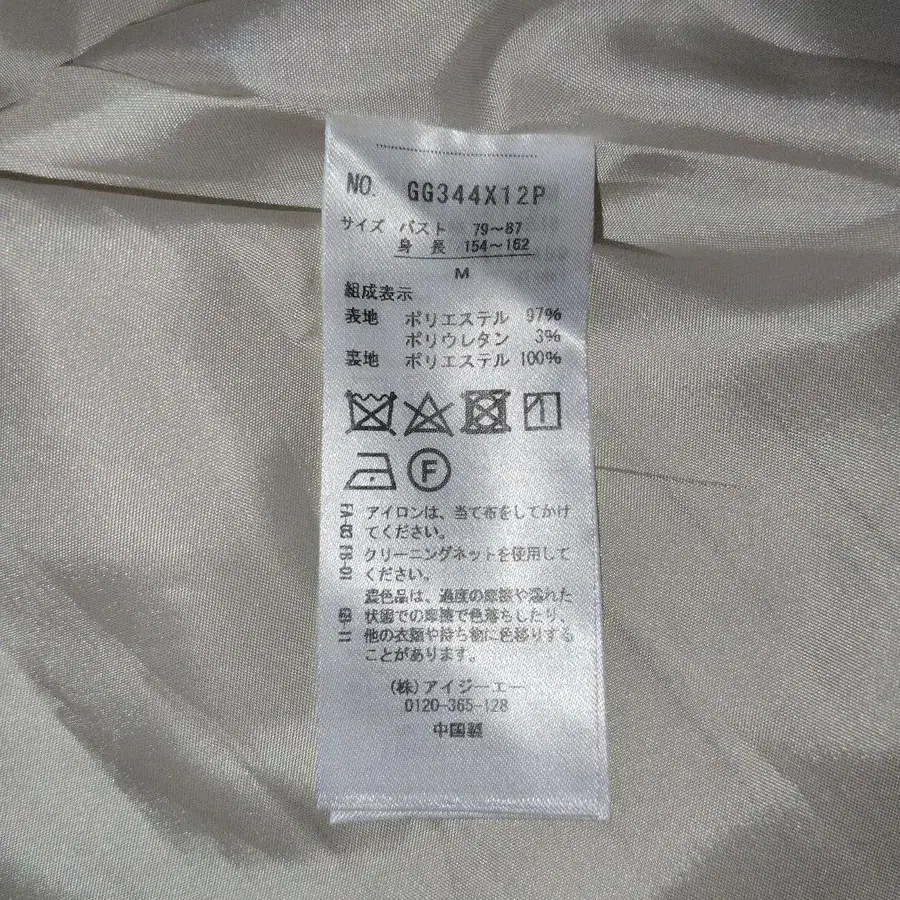 NO. GG344X12P
サイズ バスト 79～87
身長 154～162
M
組成表示
表地 ポリエステル 97%
ポリウレタン 3%
裏地 ポリエステル 100%
F
FA-03 アイロンは、当て布をしてかけ
てください。
FB-01 クリーニングネットを使用して
ください。
濃色品は、過度の摩擦や濡れた
69-11 状態での摩擦で色落ちしたり、
他の衣類や持ち物に色移りする
ことがあります。
(株)アイジーエー
0120-365-128
中国製